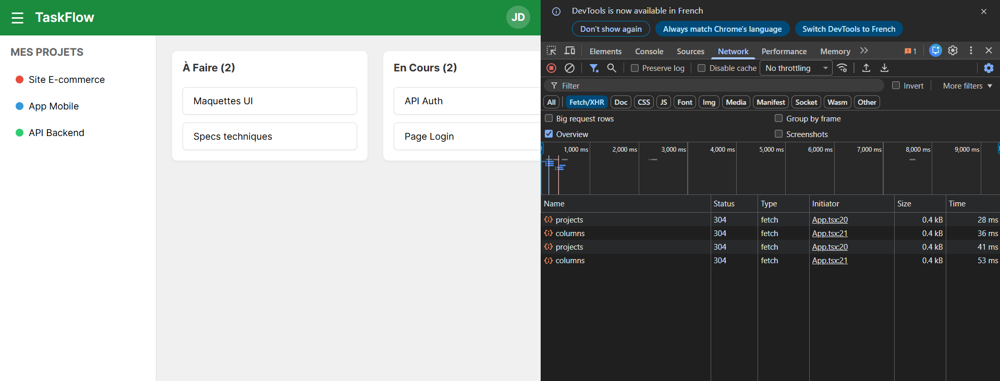 TaskFlow
JD
MES PROJETS
Site E-commerce
App Mobile
API Backend
À Faire (2)
Maquettes UI
Specs techniques
En Cours (2)
API Auth
Page Login
DevTools is now available in French
Don't show again
Always match Chrome's language
Switch DevTools to French
Elements Console Sources Network Performance Memory 1
Preserve log Disable cache No throttling
Filter Invert More filters
All Fetch/XHR Doc CSS JS Font Img Media Manifest Socket Wasm Other
Big request rows Group by frame
Overview Screenshots
1,000 ms 2,000 ms 3,000 ms 4,000 ms 5,000 ms 6,000 ms 7,000 ms 8,000 ms 9,000 ms
Name Status Type Initiator Size Time
projects 304 fetch App.tsx:20 0.4 kB 28 ms
columns 304 fetch App.tsx:21 0.4 kB 36 ms
projects 304 fetch App.tsx:20 0.4 kB 41 ms
columns 304 fetch App.tsx:21 0.4 kB 53 ms